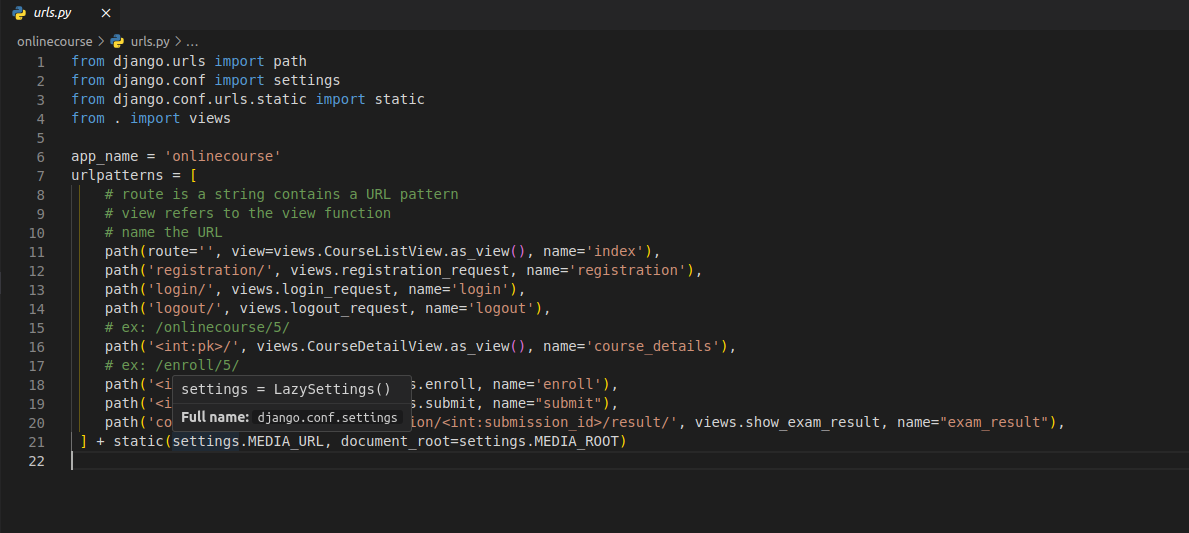 urls.py ×
onlinecourse > urls.py > ...
1 from django.urls import path
2 from django.conf import settings
3 from django.conf.urls.static import static
4 from . import views
5
6 app_name = 'onlinecourse'
7 urlpatterns = [
8 # route is a string contains a URL pattern
9 # view refers to the view function
10 # name the URL
11 path(route='', view=views.CourseListView.as_view(), name='index'),
12 path('registration/', views.registration_request, name='registration'),
13 path('login/', views.login_request, name='login'),
14 path('logout/', views.logout_request, name='logout'),
15 # ex: /onlinecourse/5/
16 path('<int:pk>/', views.CourseDetailView.as_view(), name='course_details'),
17 # ex: /enroll/5/
18 path('<i s.enroll, name='enroll'),
settings = LazySettings()
19 path('<i s.submit, name="submit"),
Full name: django.conf.settings
20 path('co ion/<int:submission_id>/result/', views.show_exam_result, name="exam_result"),
21 ] + static(settings.MEDIA_URL, document_root=settings.MEDIA_ROOT)
22